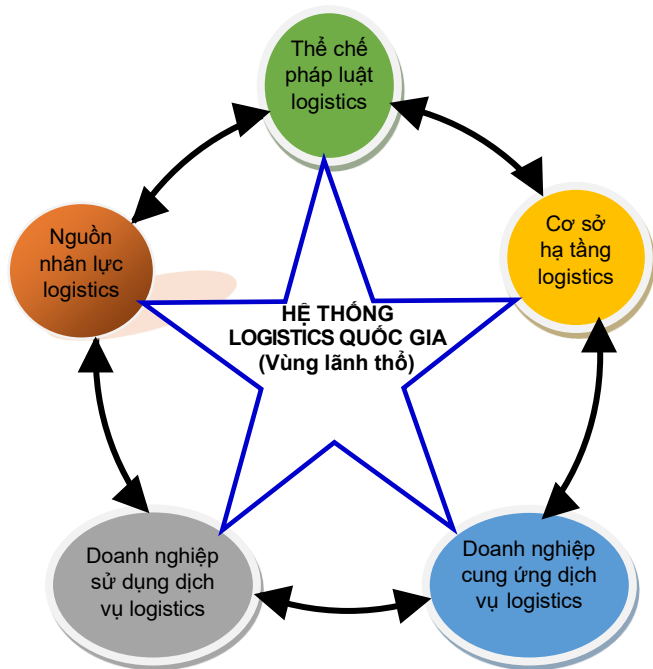 Thể chế
pháp luật
logistics
Nguồn
nhân lực
logistics
Cơ sở
hạ tầng
logistics
HỆ THỐNG
LOGISTICS QUỐC GIA
(Vùng lãnh thổ)
Doanh nghiệp
sử dụng dịch
vụ logistics
Doanh nghiệp
cung ứng dịch
vụ logistics